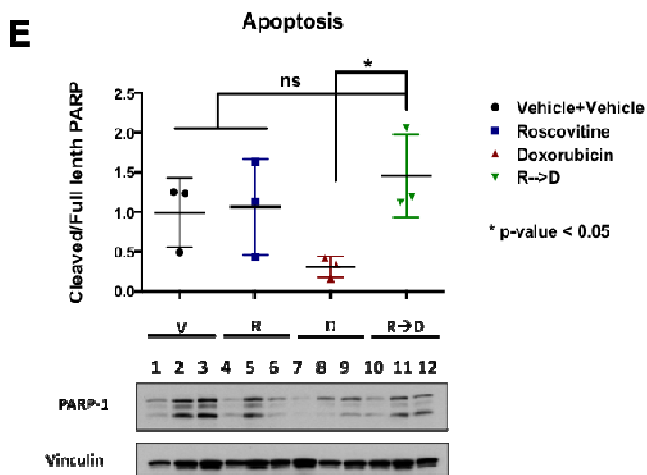 E
Apoptosis
*
ns
Cleaved/Full lenth PARP
2.5
2.0
1.5
1.0
0.5
0.0
Vehicle+Vehicle
Roscovitine
Doxorubicin
R-->D
* p-value < 0.05
V R D R→D
1 2 3 4 5 6 7 8 9 10 11 12
PARP-1
Vinculin